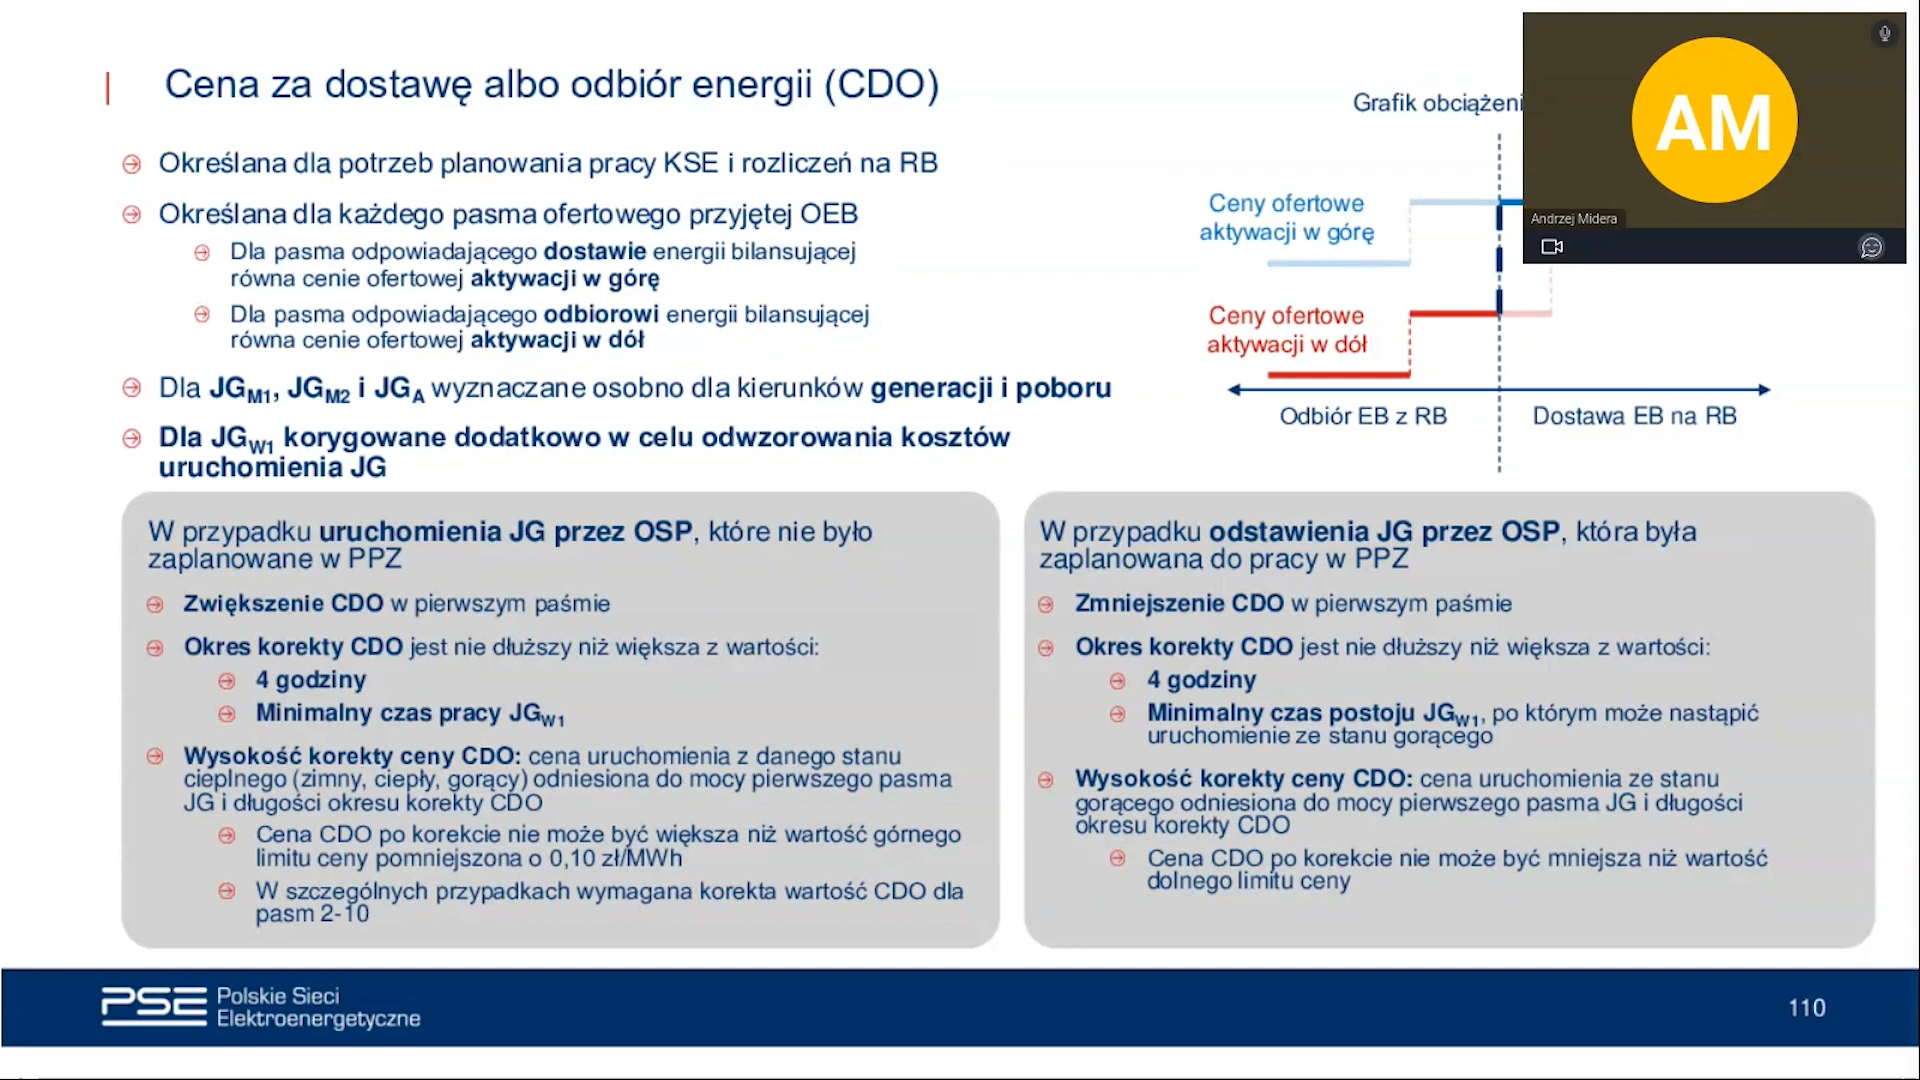 Cena za dostawę albo odbiór energii (CDO)
Określana dla potrzeb planowania pracy KSE i rozliczeń na RB
Określana dla każdego pasma ofertowego przyjętej OEB
Dla pasma odpowiadającego dostawie energii bilansującej
równa cenie ofertowej aktywacji w górę
Dla pasma odpowiadającego odbiorowi energii bilansującej
równa cenie ofertowej aktywacji w dół
Dla JGM1, JGM2 i JGA wyznaczane osobno dla kierunków generacji i poboru
Dla JGW1 korygowane dodatkowo w celu odwzorowania kosztów
uruchomienia JG
Grafik obciążeni
Ceny ofertowe
aktywacji w górę
Ceny ofertowe
aktywacji w dół
Odbiór EB z RB
Dostawa EB na RB
AM
Andrzej Midera
W przypadku uruchomienia JG przez OSP, które nie było
zaplanowane w PPZ
Zwiększenie CDO w pierwszym paśmie
Okres korekty CDO jest nie dłuższy niż większa z wartości:
4 godziny
Minimalny czas pracy JGW1
Wysokość korekty ceny CDO: cena uruchomienia z danego stanu
cieplnego (zimny, ciepły, gorący) odniesiona do mocy pierwszego pasma
JG i długości okresu korekty CDO
Cena CDO po korekcie nie może być większa niż wartość górnego
limitu ceny pomniejszona o 0,10 zł/MWh
W szczególnych przypadkach wymagana korekta wartość CDO dla
pasm 2-10
W przypadku odstawienia JG przez OSP, która była
zaplanowana do pracy w PPZ
Zmniejszenie CDO w pierwszym paśmie
Okres korekty CDO jest nie dłuższy niż większa z wartości:
4 godziny
Minimalny czas postoju JGW1, po którym może nastąpić
uruchomienie ze stanu gorącego
Wysokość korekty ceny CDO: cena uruchomienia ze stanu
gorącego odniesiona do mocy pierwszego pasma JG i długości
okresu korekty CDO
Cena CDO po korekcie nie może być mniejsza niż wartość
dolnego limitu ceny
PSE Polskie Sieci
Elektroenergetyczne
110